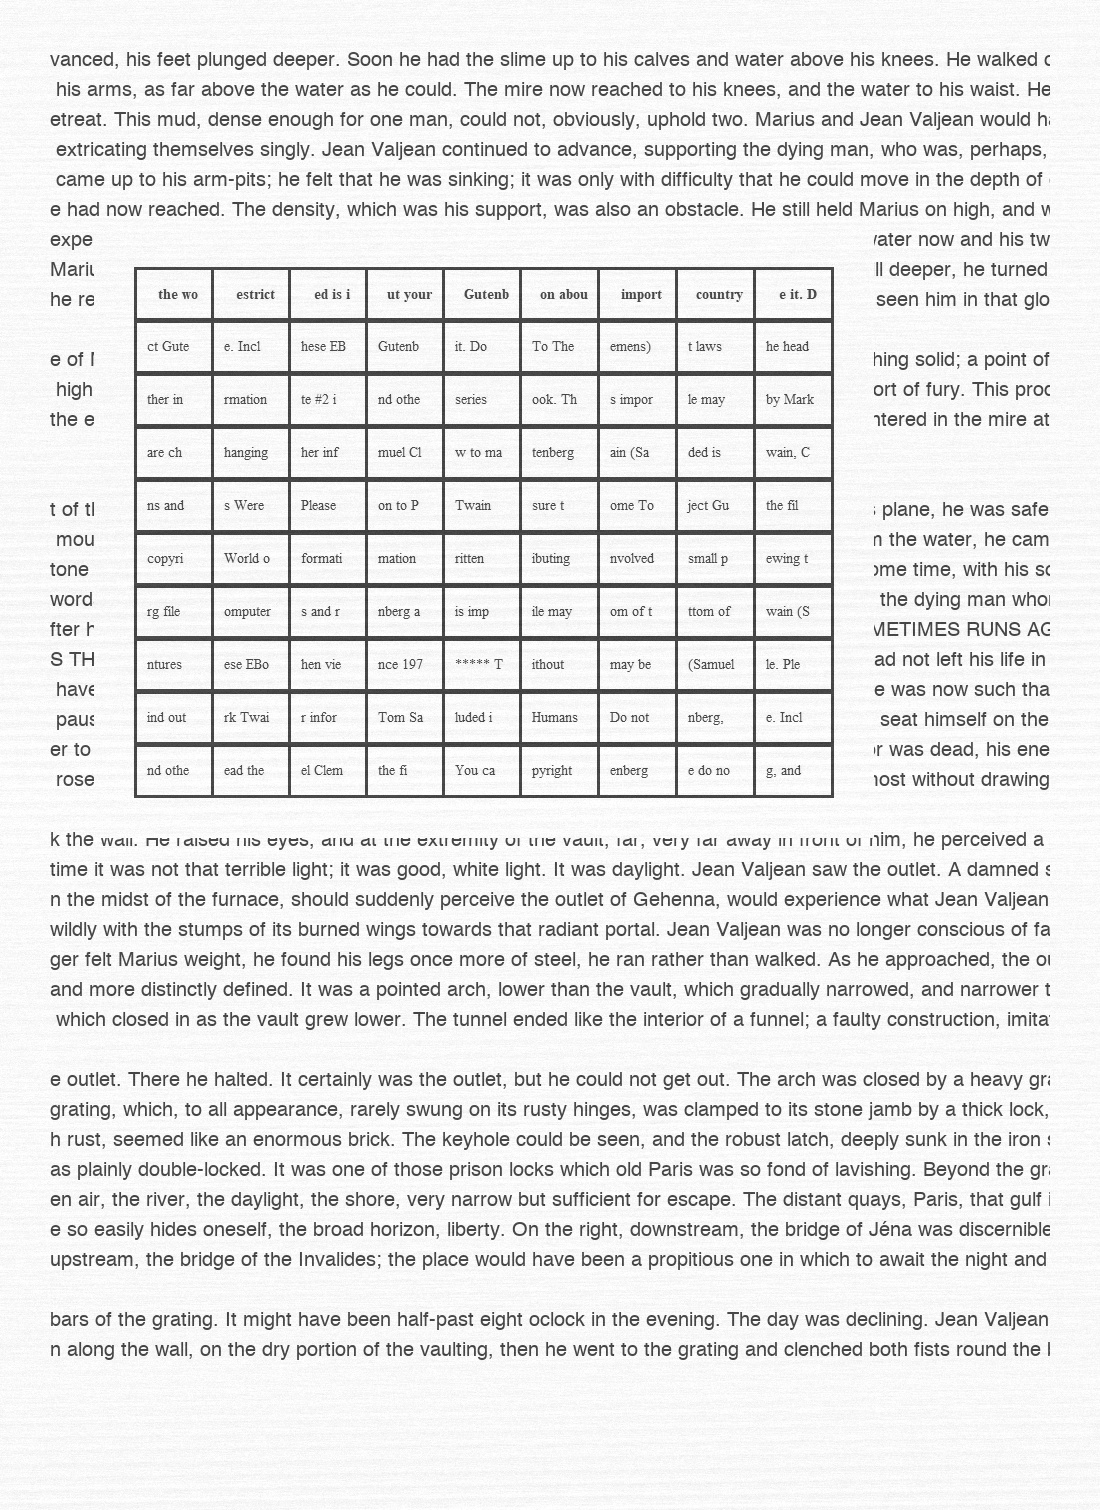 vanced, his feet plunged deeper. Soon he had the slime up to his calves and water above his knees. He walked
his arms, as far above the water as he could. The mire now reached to his knees, and the water to his waist. He
etreat. This mud, dense enough for one man, could not, obviously, uphold two. Marius and Jean Valjean would
extricating themselves singly. Jean Valjean continued to advance, supporting the dying man, who was, perhaps,
came up to his arm-pits; he felt that he was sinking; it was only with difficulty that he could move in the depth of
e had now reached. The density, which was his support, was also an obstacle. He still held Marius on high, and
expe ater now and his tw
Mariu ll deeper, he turned
he re seen him in that glo
the wo estrict ed is i ut your Gutenb on abou import country e it. D
e of hing solid; a point of
ct Gute e. Incl hese EB Gutenb it. Do To The emens) t laws he head
high ort of fury. This proc
ther in rmation te #2 i nd othe series ook. Th s impor le may by Mark
the e ntered in the mire at
are ch hanging her inf muel Cl w to ma tenberg ain (Sa ded is wain, C
ns and s Were Please on to P Twain sure t ome To ject Gu the fil
t of plane, he was safe
mou the water, he cam
copyri World o formati mation ritten ibuting nvolved small p ewing t
tone ome time, with his
word the dying man
rg file omputer s and r nberg a is imp ile may om of t ttom of wain (S
fter METIMES RUNS
S TH ad not left his life in
ntures ese EBo hen vie nce 197 ***** T ithout may be (Samuel le. Ple
have e was now such tha
paus seat himself on the
ind out rk Twai r infor Tom Sa luded i Humans Do not nberg, e. Incl
er to was dead, his ene
nd othe ead the el Clem the fi You ca pyright enberg e do no g, and
rose most without drawing
k the wall. He raised his eyes, and at the extremity of the vault, far, very far away in front of him, he perceived a
time it was not that terrible light; it was good, white light. It was daylight. Jean Valjean saw the outlet. A damned
n the midst of the furnace, should suddenly perceive the outlet of Gehenna, would experience what Jean Valjean
wildly with the stumps of its burned wings towards that radiant portal. Jean Valjean was no longer conscious of fa
ger felt Marius weight, he found his legs once more of steel, he ran rather than walked. As he approached, the
and more distinctly defined. It was a pointed arch, lower than the vault, which gradually narrowed, and narrower t
which closed in as the vault grew lower. The tunnel ended like the interior of a funnel; a faulty construction, imita
e outlet. There he halted. It certainly was the outlet, but he could not get out. The arch was closed by a heavy gra
grating, which, to all appearance, rarely swung on its rusty hinges, was clamped to its stone jamb by a thick lock,
h rust, seemed like an enormous brick. The keyhole could be seen, and the robust latch, deeply sunk in the iron
as plainly double-locked. It was one of those prison locks which old Paris was so fond of lavishing. Beyond the gra
en air, the river, the daylight, the shore, very narrow but sufficient for escape. The distant quays, Paris, that gulf
e so easily hides oneself, the broad horizon, liberty. On the right, downstream, the bridge of Jéna was discernible
upstream, the bridge of the Invalides; the place would have been a propitious one in which to await the night and
bars of the grating. It might have been half-past eight oclock in the evening. The day was declining. Jean Valjean
n along the wall, on the dry portion of the vaulting, then he went to the grating and clenched both fists round the